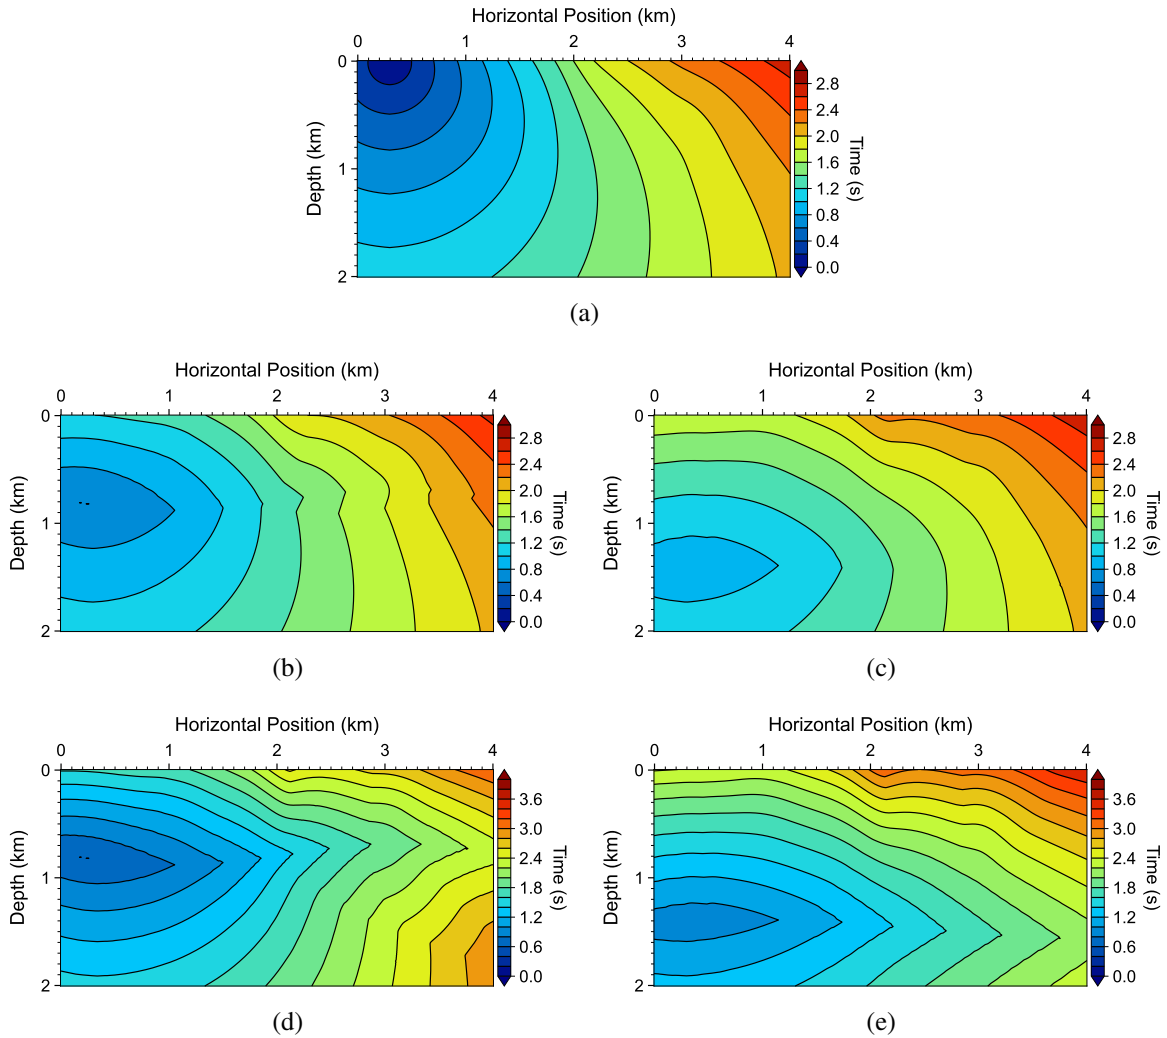 Horizontal Position (km)
0 1 2 3 4
0
1
2
Depth (km)
2.8
2.4
2.0
1.6
1.2
0.8
0.4
0.0
Time (s)
(a)
Horizontal Position (km)
0 1 2 3 4
0
1
2
Depth (km)
2.8
2.4
2.0
1.6
1.2
0.8
0.4
0.0
Time (s)
(b)
Horizontal Position (km)
0 1 2 3 4
0
1
2
Depth (km)
2.8
2.4
2.0
1.6
1.2
0.8
0.4
0.0
Time (s)
(c)
Horizontal Position (km)
0 1 2 3 4
0
1
2
Depth (km)
3.6
3.0
2.4
1.8
1.2
0.6
0.0
Time (s)
(d)
Horizontal Position (km)
0 1 2 3 4
0
1
2
Depth (km)
3.6
3.0
2.4
1.8
1.2
0.6
0.0
Time (s)
(e)